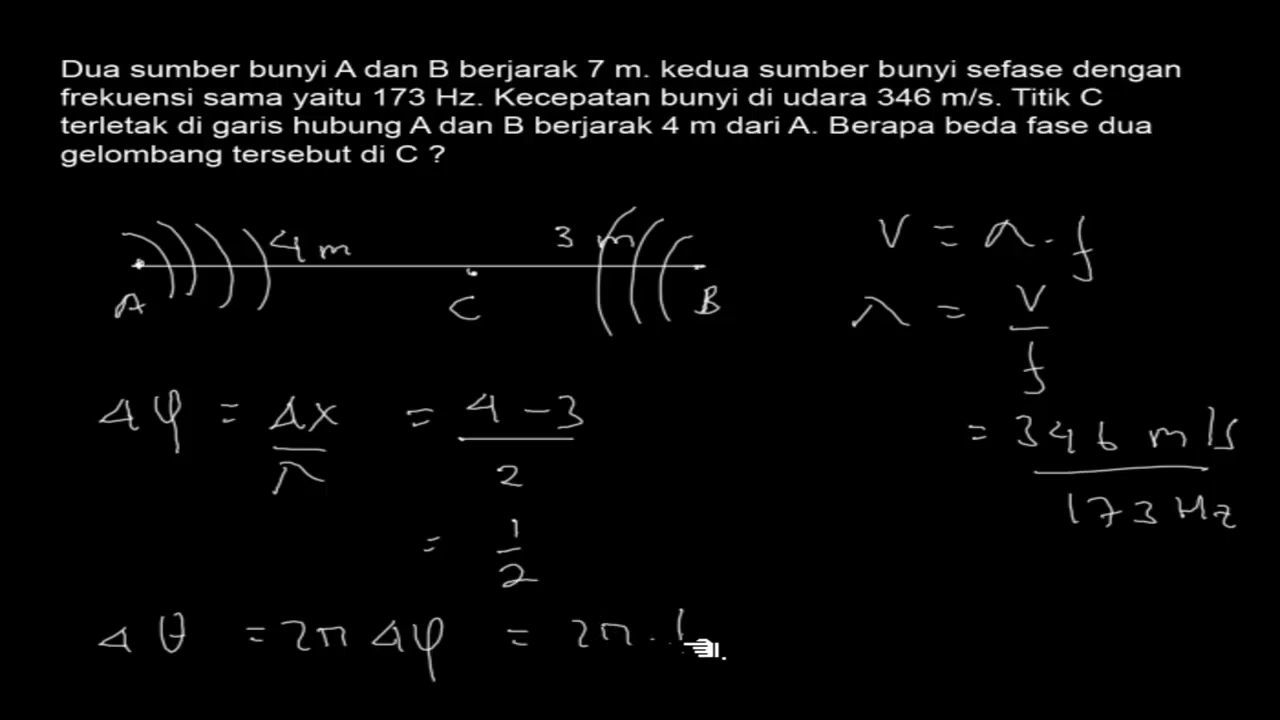 Dua sumber bunyi A dan B berjarak 7 m. kedua sumber bunyi sefase dengan
frekuensi sama yaitu 173 Hz. Kecepatan bunyi di udara 346 m/s. Titik C
terletak di garis hubung A dan B berjarak 4 m dari A. Berapa beda fase dua
gelombang tersebut di C ?
4 m 3 m
A C B
v = λ . f
λ = v / f
= 346 m/s / 173 Hz
Δφ = Δx / λ = 4 - 3 / 2
= 1 / 2
Δθ = 2π Δφ = 2π .